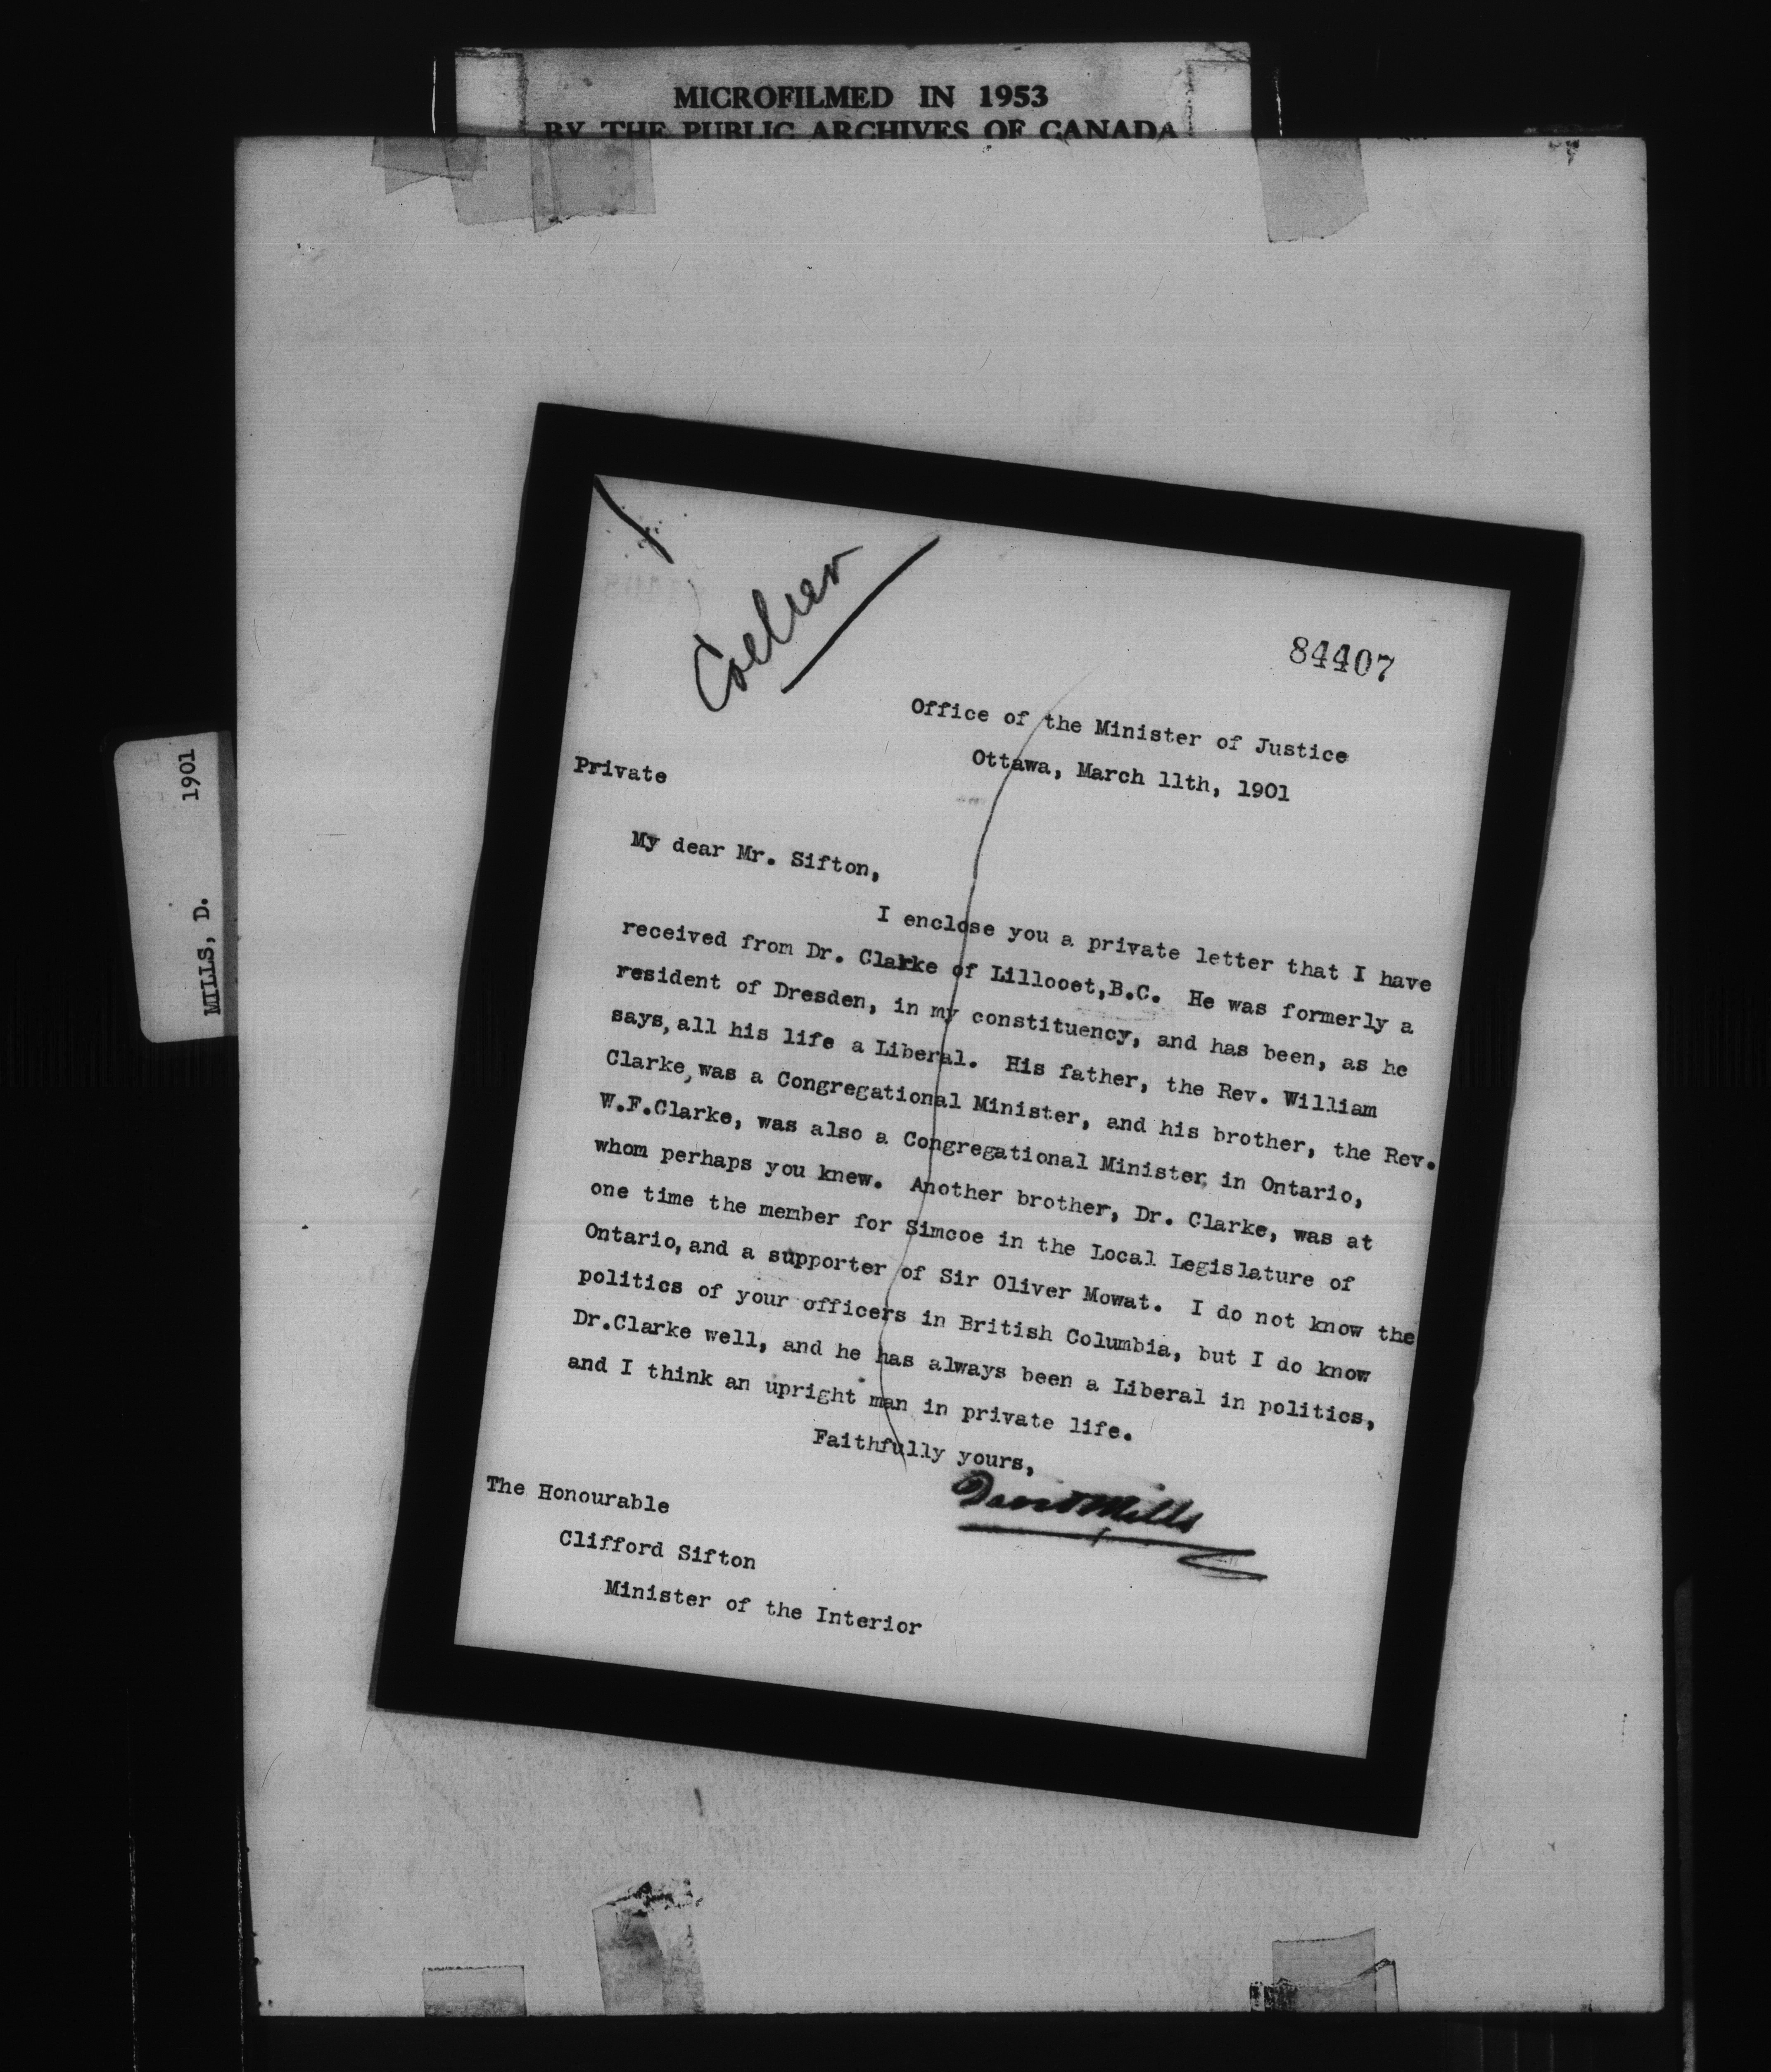 MICROFILMED IN 1953
BY THE PUBLIC ARCHIVES OF CANADA
MILLS, D. 1901
84407
Office of the Minister of Justice
Ottawa, March 11th, 1901
Private
My dear Mr. Sifton,
I enclose you a private letter that I have
received from Dr. Clarke of Lillooet,B.C. He was formerly a
resident of Dresden, in my constituency, and has been, as he
says, all his life a Liberal. His father, the Rev. William
Clarke, was a Congregational Minister, and his brother, the Rev.
W.F.Clarke, was also a Congregational Minister in Ontario,
whom perhaps you knew. Another brother, Dr. Clarke, was at
one time the member for Simcoe in the Local Legislature of
Ontario, and a supporter of Sir Oliver Mowat. I do not know the
politics of your officers in British Columbia, but I do know
Dr.Clarke well, and he has always been a Liberal in politics,
and I think an upright man in private life.
Faithfully yours,
David Mills
The Honourable
Clifford Sifton
Minister of the Interior